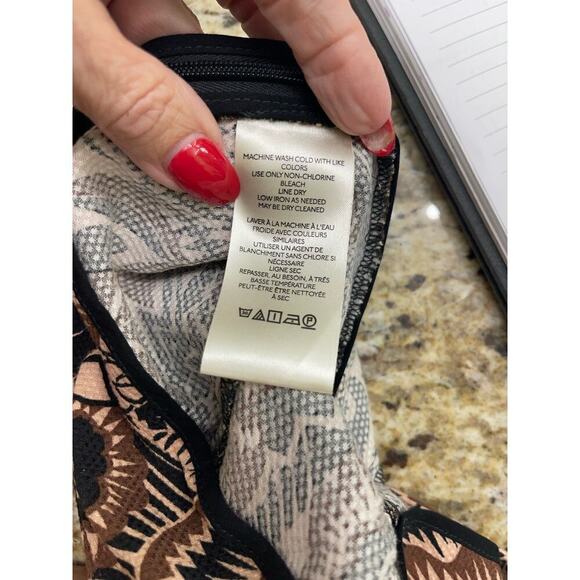 MACHINE WASH COLD WITH LIKE
COLORS
USE ONLY NON-CHLORINE
BLEACH
LINE DRY
LOW IRON AS NEEDED
MAY BE DRY CLEANED
LAVER À LA MACHINE À L'EAU
FROIDE AVEC COULEURS
SIMILAIRES
UTILISER UN AGENT DE
BLANCHIMENT SANS CHLORE SI
NÉCESSAIRE
LIGNE SEC
REPASSER, AU BESOIN, À TRÈS
BASSE TEMPÉRATURE
PEUT-ÊTRE ÊTRE NETTOYÉE
À SEC